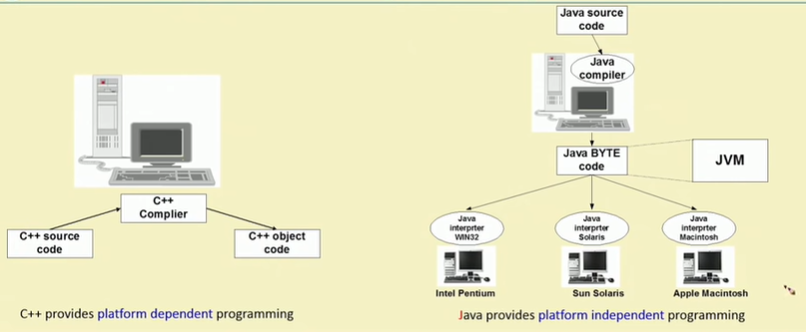 C++
Complier
C++ source
code
C++ object
code
C++ provides platform dependent programming
Java source
code
Java
compiler
Java BYTE
code
JVM
Java
interprter
WIN32
Java
interprter
Solaris
Java
interprter
Macintosh
Intel Pentium
Sun Solaris
Apple Macintosh
Java provides platform independent programming